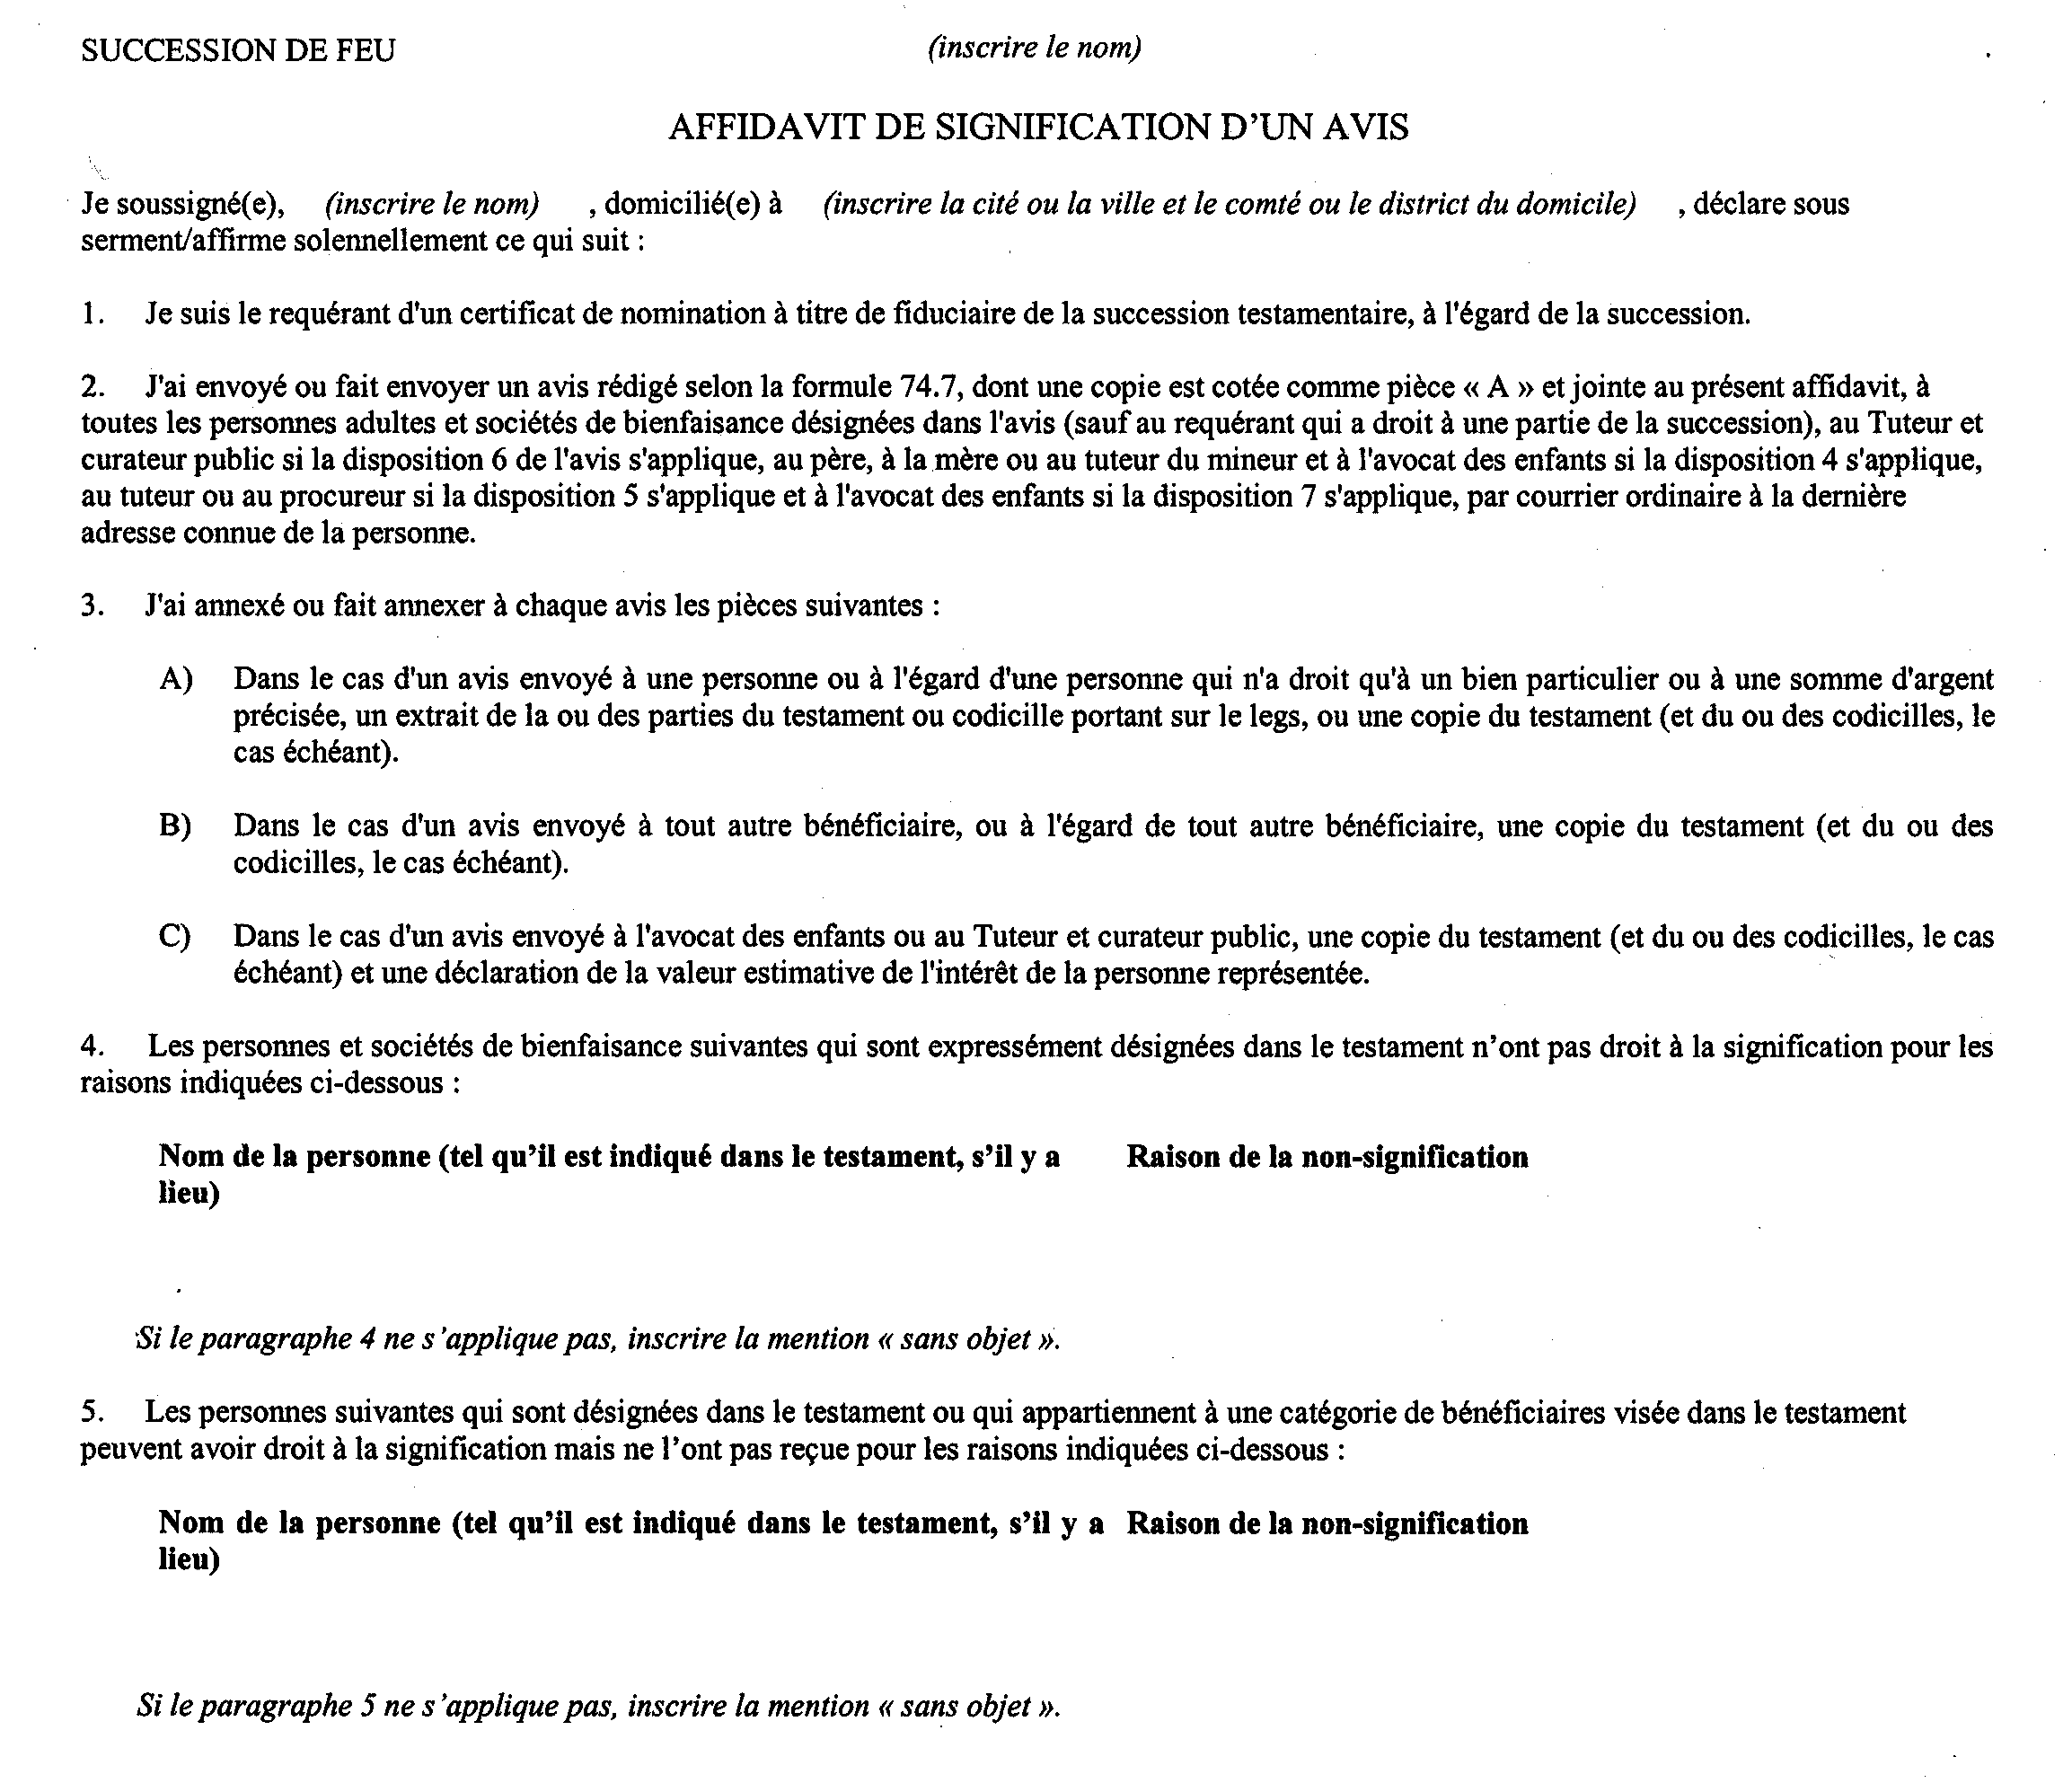 SUCCESSION DE FEU (inscrire le nom)
AFFIDAVIT DE SIGNIFICATION D’UN AVIS
Je soussigné(e), (inscrire le nom) , domicilié(e) à (inscrire la cité ou la ville et le comté ou le district du domicile) , déclare sous
serment/affirme solennellement ce qui suit :
1. Je suis le requérant d'un certificat de nomination à titre de fiduciaire de la succession testamentaire, à l'égard de la succession.
2. J'ai envoyé ou fait envoyer un avis rédigé selon la formule 74.7, dont une copie est cotée comme pièce « A » et jointe au présent affidavit, à
toutes les personnes adultes et sociétés de bienfaisance désignées dans l'avis (sauf au requérant qui a droit à une partie de la succession), au Tuteur et
curateur public si la disposition 6 de l'avis s'applique, au père, à la mère ou au tuteur du mineur et à l'avocat des enfants si la disposition 4 s'applique,
au tuteur ou au procureur si la disposition 5 s'applique et à l'avocat des enfants si la disposition 7 s'applique, par courrier ordinaire à la dernière
adresse connue de la personne.
3. J'ai annexé ou fait annexer à chaque avis les pièces suivantes :
A) Dans le cas d'un avis envoyé à une personne ou à l'égard d'une personne qui n'a droit qu'à un bien particulier ou à une somme d'argent
précisée, un extrait de la ou des parties du testament ou codicille portant sur le legs, ou une copie du testament (et du ou des codicilles, le
cas échéant).
B) Dans le cas d'un avis envoyé à tout autre bénéficiaire, ou à l'égard de tout autre bénéficiaire, une copie du testament (et du ou des
codicilles, le cas échéant).
C) Dans le cas d'un avis envoyé à l'avocat des enfants ou au Tuteur et curateur public, une copie du testament (et du ou des codicilles, le cas
échéant) et une déclaration de la valeur estimative de l'intérêt de la personne représentée.
4. Les personnes et sociétés de bienfaisance suivantes qui sont expressément désignées dans le testament n’ont pas droit à la signification pour les
raisons indiquées ci-dessous :
Nom de la personne (tel qu’il est indiqué dans le testament, s’il y a Raison de la non-signification
lieu)
Si le paragraphe 4 ne s’applique pas, inscrire la mention « sans objet ».
5. Les personnes suivantes qui sont désignées dans le testament ou qui appartiennent à une catégorie de bénéficiaires visée dans le testament
peuvent avoir droit à la signification mais ne l’ont pas reçue pour les raisons indiquées ci-dessous :
Nom de la personne (tel qu’il est indiqué dans le testament, s’il y a Raison de la non-signification
lieu)
Si le paragraphe 5 ne s’applique pas, inscrire la mention « sans objet ».